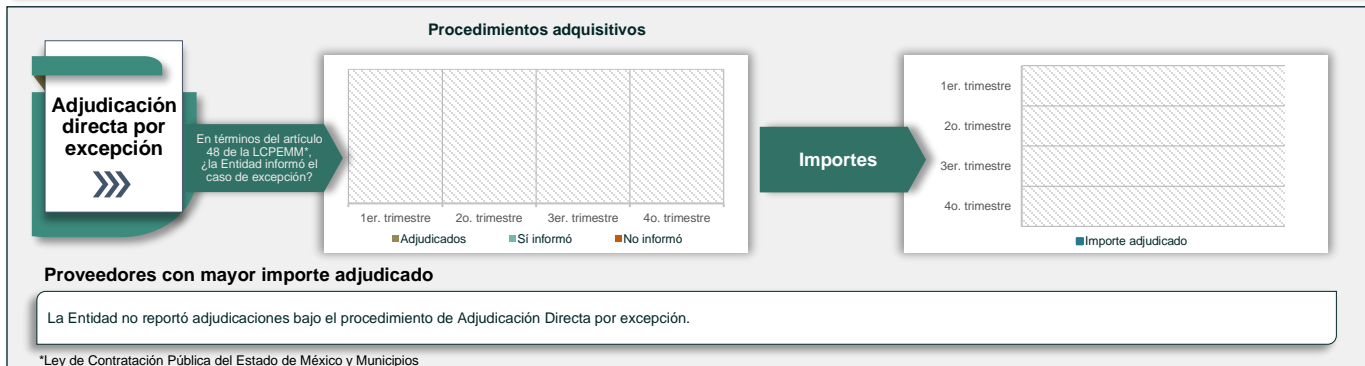 Procedimientos adquisitivos
Adjudicación
directa por
excepción
En términos del artículo
48 de la LCPEMM*,
¿la Entidad informó el
caso de excepción?
1er. trimestre 2o. trimestre 3er. trimestre 4o. trimestre
Adjudicados Sí informó No informó
Importes
1er. trimestre
2o. trimestre
3er. trimestre
4o. trimestre
Importe adjudicado
Proveedores con mayor importe adjudicado
La Entidad no reportó adjudicaciones bajo el procedimiento de Adjudicación Directa por excepción.
*Ley de Contratación Pública del Estado de México y Municipios